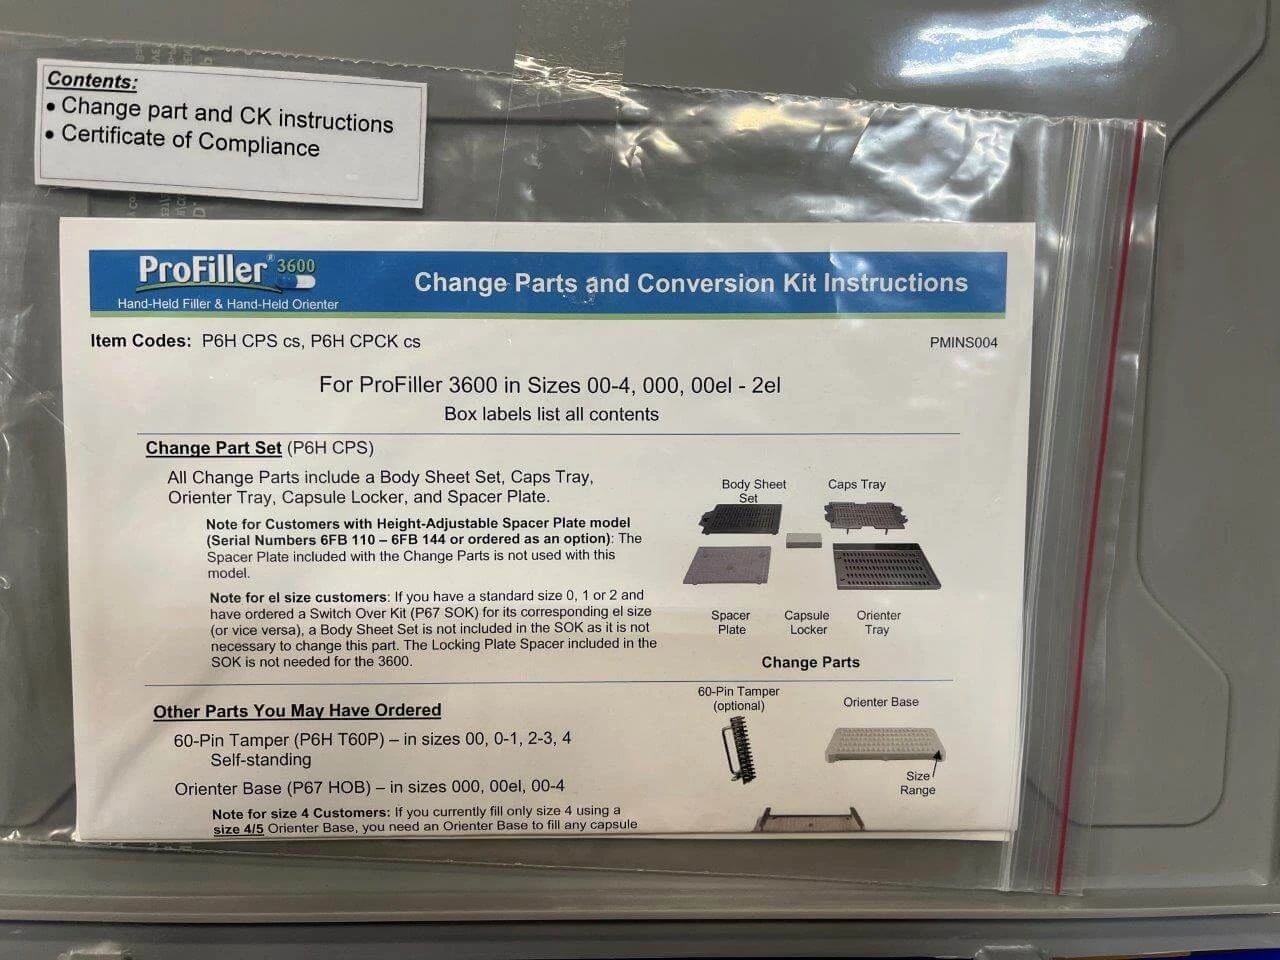 Contents:
• Change part and CK instructions
• Certificate of Compliance
ProFiller® 3600
Hand-Held Filler & Hand-Held Orienter
Change Parts and Conversion Kit Instructions
Item Codes: P6H CPS cs, P6H CPCK cs
PMINS004
For ProFiller 3600 in Sizes 00-4, 000, 00el - 2el
Box labels list all contents
Change Part Set (P6H CPS)
All Change Parts include a Body Sheet Set, Caps Tray,
Orienter Tray, Capsule Locker, and Spacer Plate.
Note for Customers with Height-Adjustable Spacer Plate model
(Serial Numbers 6FB 110 – 6FB 144 or ordered as an option): The
Spacer Plate included with the Change Parts is not used with this
model.
Note for el size customers: If you have a standard size 0, 1 or 2 and
have ordered a Switch Over Kit (P67 SOK) for its corresponding el size
(or vice versa), a Body Sheet Set is not included in the SOK as it is not
necessary to change this part. The Locking Plate Spacer included in the
SOK is not needed for the 3600.
Body Sheet
Set
Caps Tray
Spacer
Plate
Capsule
Locker
Orienter
Tray
Change Parts
Other Parts You May Have Ordered
60-Pin Tamper (P6H T60P) – in sizes 00, 0-1, 2-3, 4
Self-standing
Orienter Base (P67 HOB) – in sizes 000, 00el, 00-4
Note for size 4 Customers: If you currently fill only size 4 using a
size 4/5 Orienter Base, you need an Orienter Base to fill any capsule
60-Pin Tamper
(optional)
Orienter Base
Size
Range